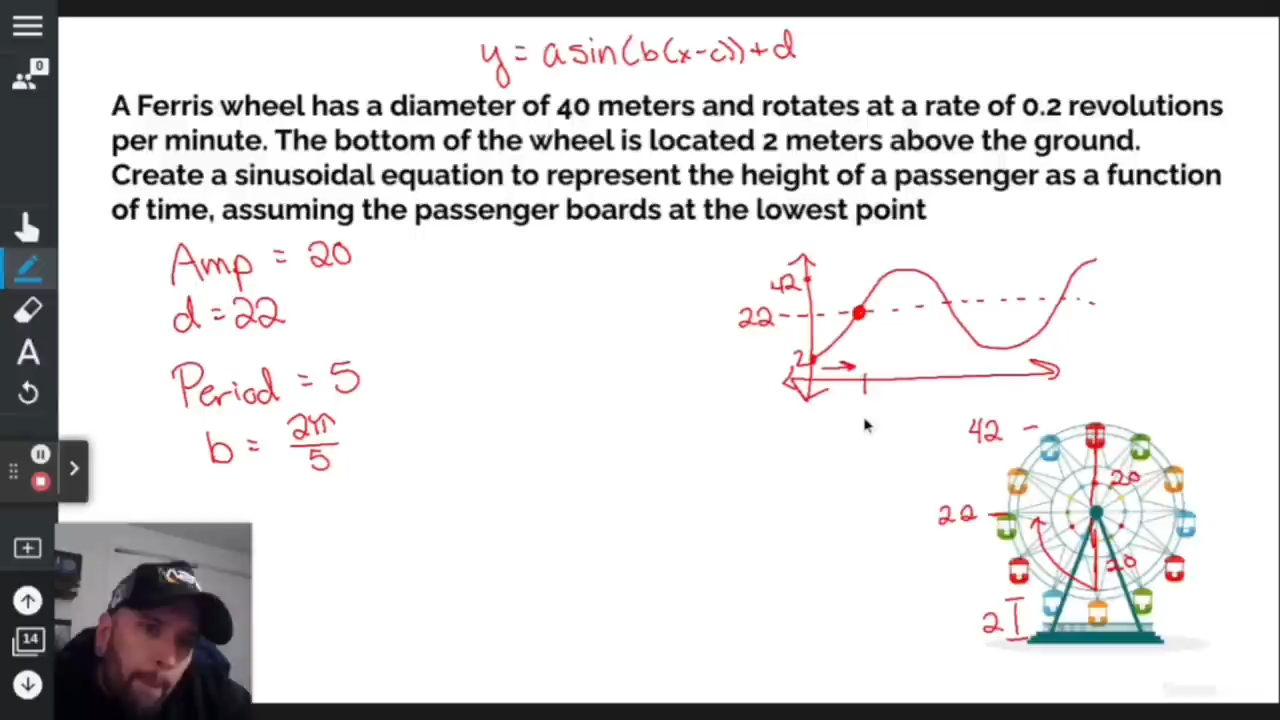 0
y = a sin(b(x-c)) + d
A Ferris wheel has a diameter of 40 meters and rotates at a rate of 0.2 revolutions
per minute. The bottom of the wheel is located 2 meters above the ground.
Create a sinusoidal equation to represent the height of a passenger as a function
of time, assuming the passenger boards at the lowest point
Amp = 20
d = 22
Period = 5
b = 2π/5
42
22
2
42
20
22
20
2
A
14